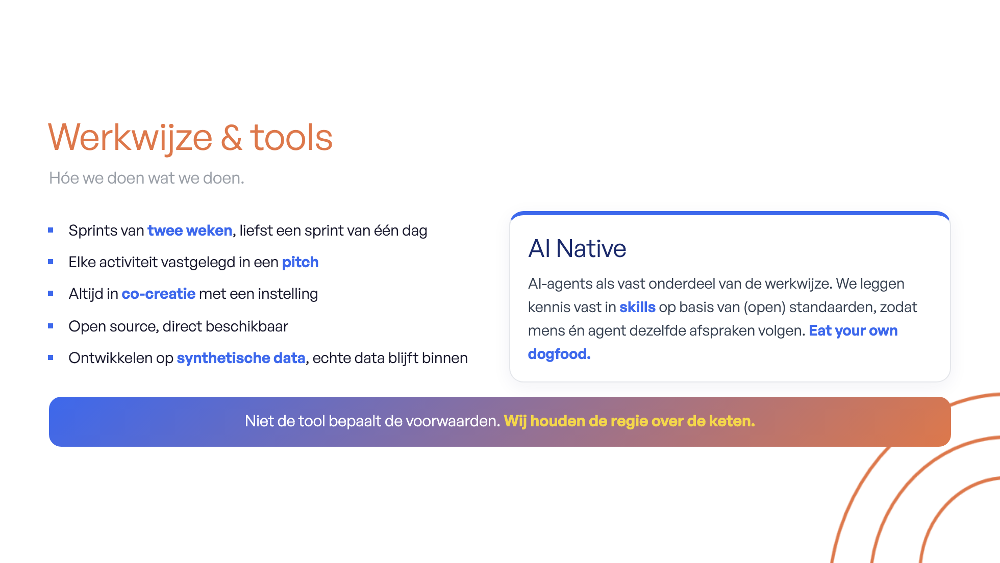 Werkwijze & tools
Hóe we doen wat we doen.
Sprints van twee weken, liefst een sprint van één dag
Elke activiteit vastgelegd in een pitch
Altijd in co-creatie met een instelling
Open source, direct beschikbaar
Ontwikkelen op synthetische data, echte data blijft binnen
AI Native
AI-agents als vast onderdeel van de werkwijze. We leggen
kennis vast in skills op basis van (open) standaarden, zodat
mens én agent dezelfde afspraken volgen. Eat your own
dogfood.
Niet de tool bepaalt de voorwaarden. Wij houden de regie over de keten.